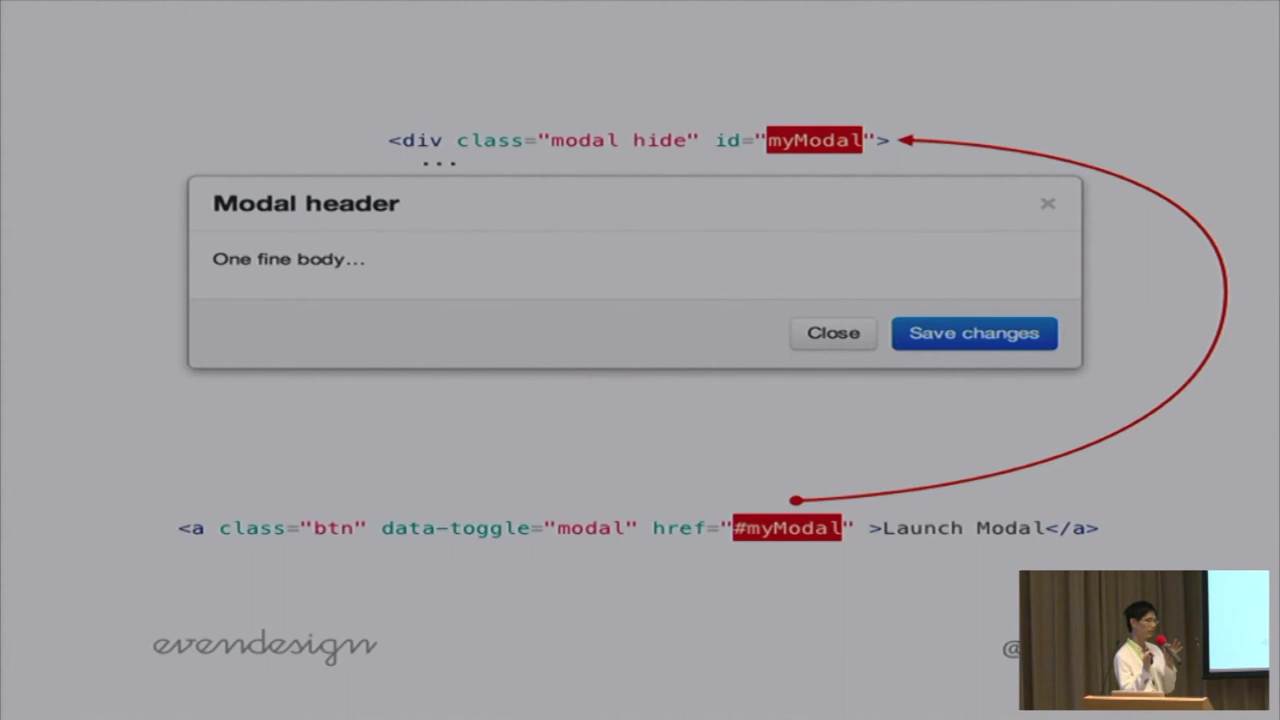 <div class="modal hide" id="myModal">
...
Modal header ×
One fine body...
Close Save changes
<a class="btn" data-toggle="modal" href="#myModal" >Launch Modal</a>
evendesign @